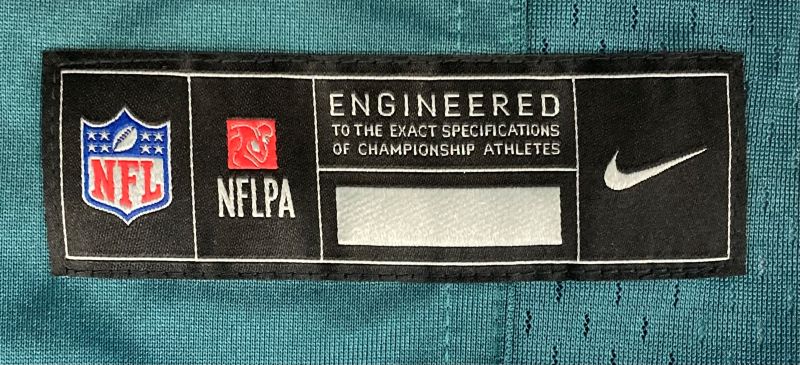 NFL
NFLPA
ENGINEERED
TO THE EXACT SPECIFICATIONS
OF CHAMPIONSHIP ATHLETES